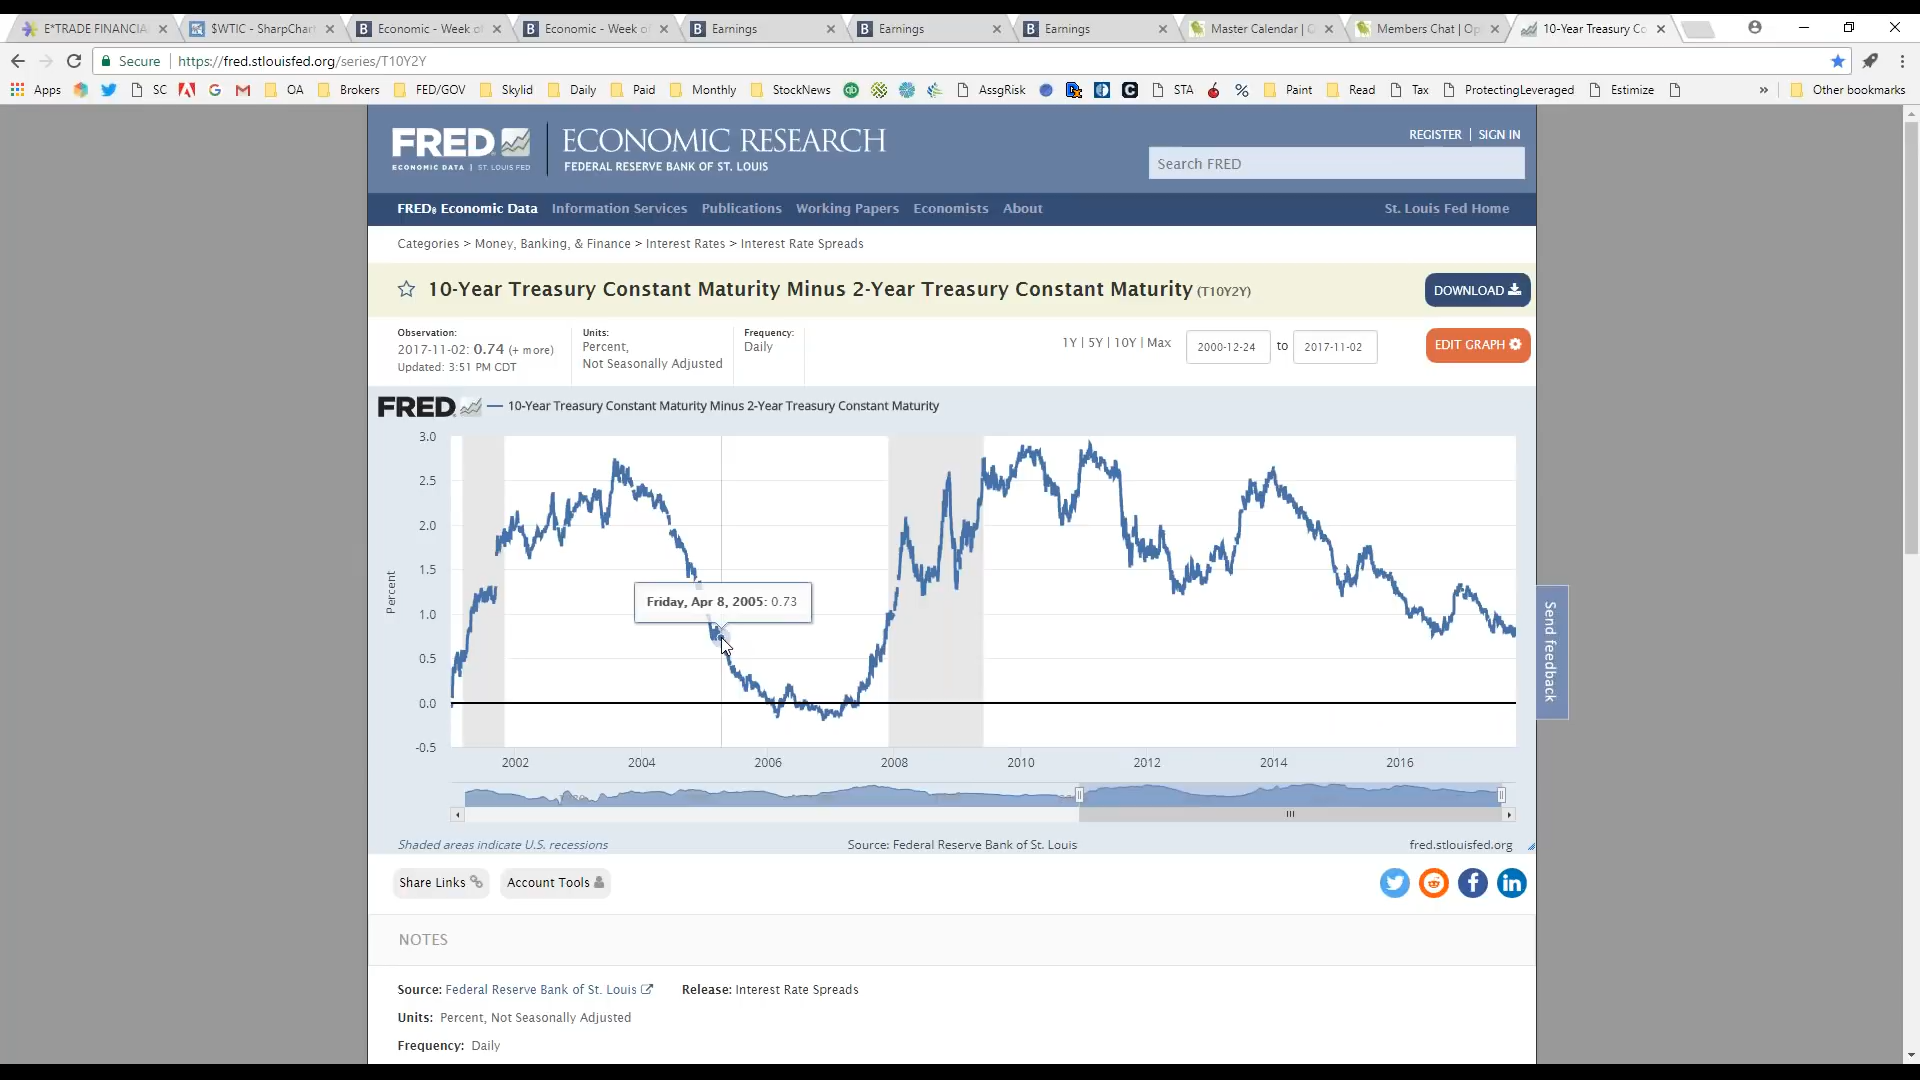 E*TRADE FINANCIA
$WTIC - SharpChart
Economic - Week of
Economic - Week of
Earnings
Earnings
Earnings
Master Calendar | O
Members Chat | Op
10-Year Treasury Co
Secure | https://fred.stlouisfed.org/series/T10Y2Y
Apps SC OA Brokers FED/GOV Skylid Daily Paid Monthly StockNews AssgRisk STA Paint Read Tax ProtectingLeveraged Estimize » Other bookmarks
FRED
ECONOMIC DATA | ST. LOUIS FED
ECONOMIC RESEARCH
FEDERAL RESERVE BANK OF ST. LOUIS
REGISTER | SIGN IN
Search FRED
FRED® Economic Data Information Services Publications Working Papers Economists About St. Louis Fed Home
Categories > Money, Banking, & Finance > Interest Rates > Interest Rate Spreads
10-Year Treasury Constant Maturity Minus 2-Year Treasury Constant Maturity (T10Y2Y)
DOWNLOAD
Observation:
2017-11-02: 0.74 (+ more)
Updated: 3:51 PM CDT
Units:
Percent,
Not Seasonally Adjusted
Frequency:
Daily
1Y | 5Y | 10Y | Max
2000-12-24 to 2017-11-02
EDIT GRAPH
FRED
10-Year Treasury Constant Maturity Minus 2-Year Treasury Constant Maturity
3.0
2.5
2.0
1.5
1.0
0.5
0.0
-0.5
Percent
Friday, Apr 8, 2005: 0.73
2002 2004 2006 2008 2010 2012 2014 2016
Shaded areas indicate U.S. recessions
Source: Federal Reserve Bank of St. Louis
fred.stlouisfed.org
Send feedback
Share Links
Account Tools
NOTES
Source: Federal Reserve Bank of St. Louis Release: Interest Rate Spreads
Units: Percent, Not Seasonally Adjusted
Frequency: Daily